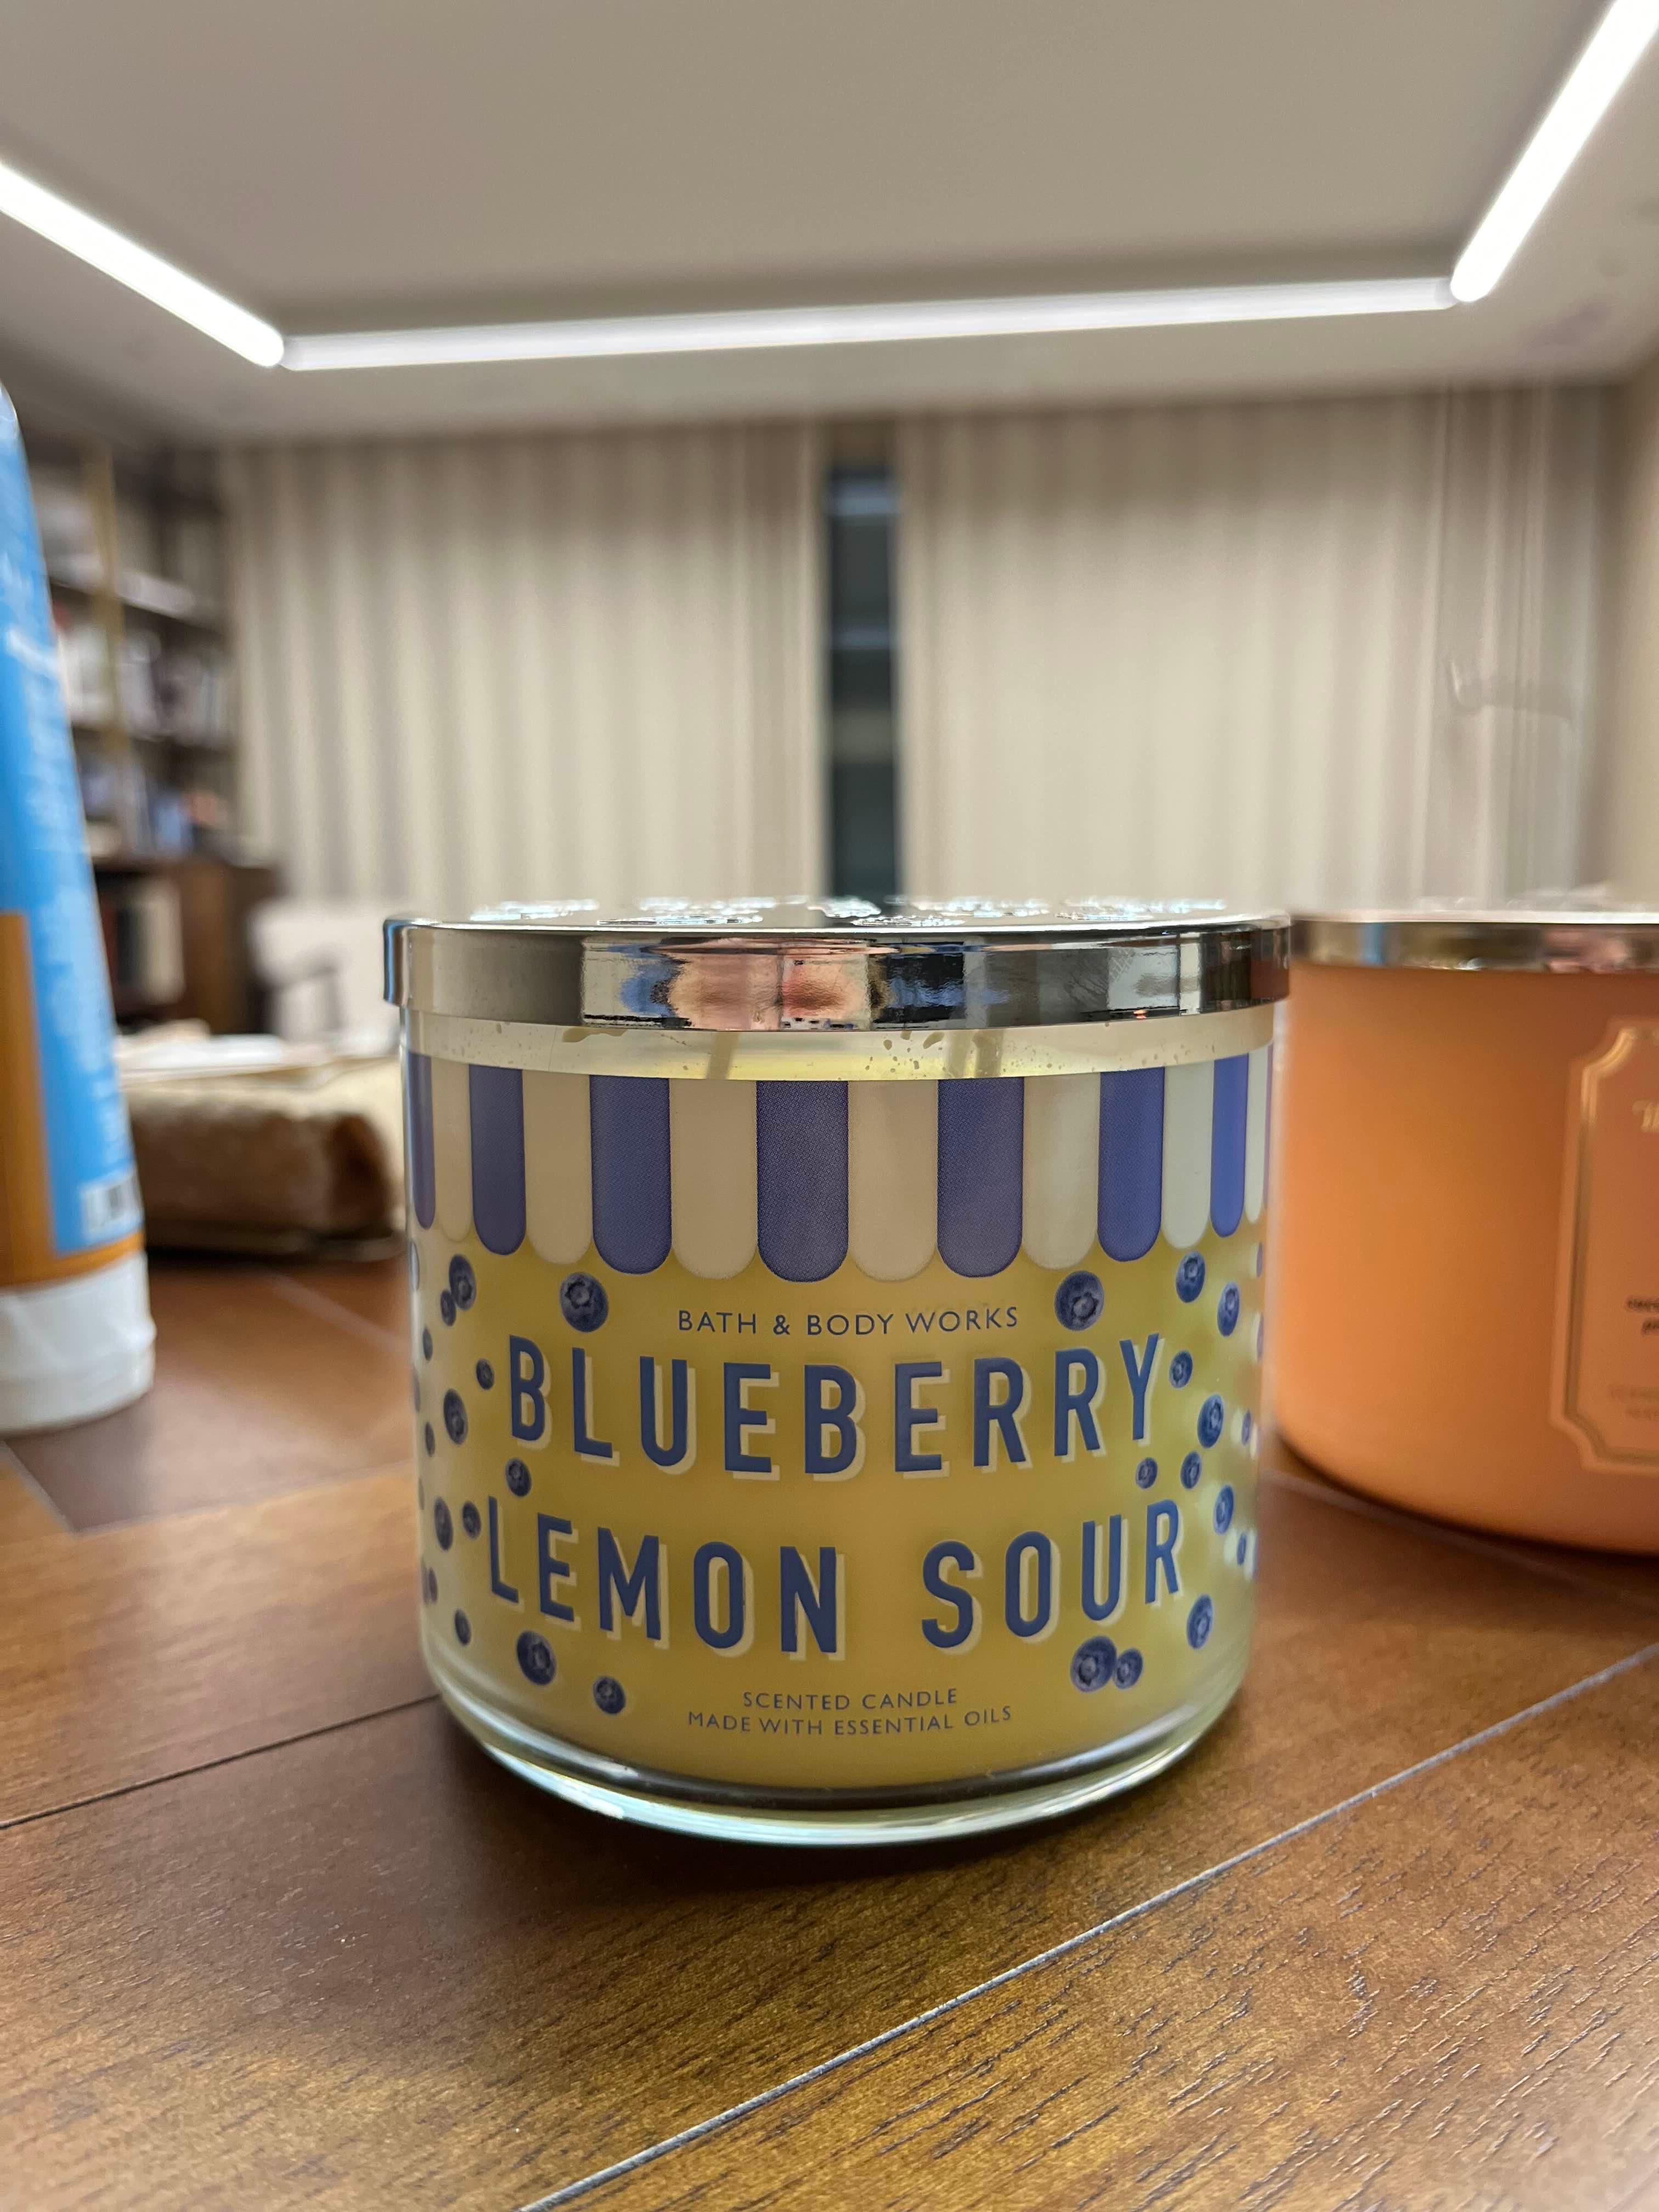 BATH & BODY WORKS
BLUEBERRY
LEMON SOUR
SCENTED CANDLE
MADE WITH ESSENTIAL OILS